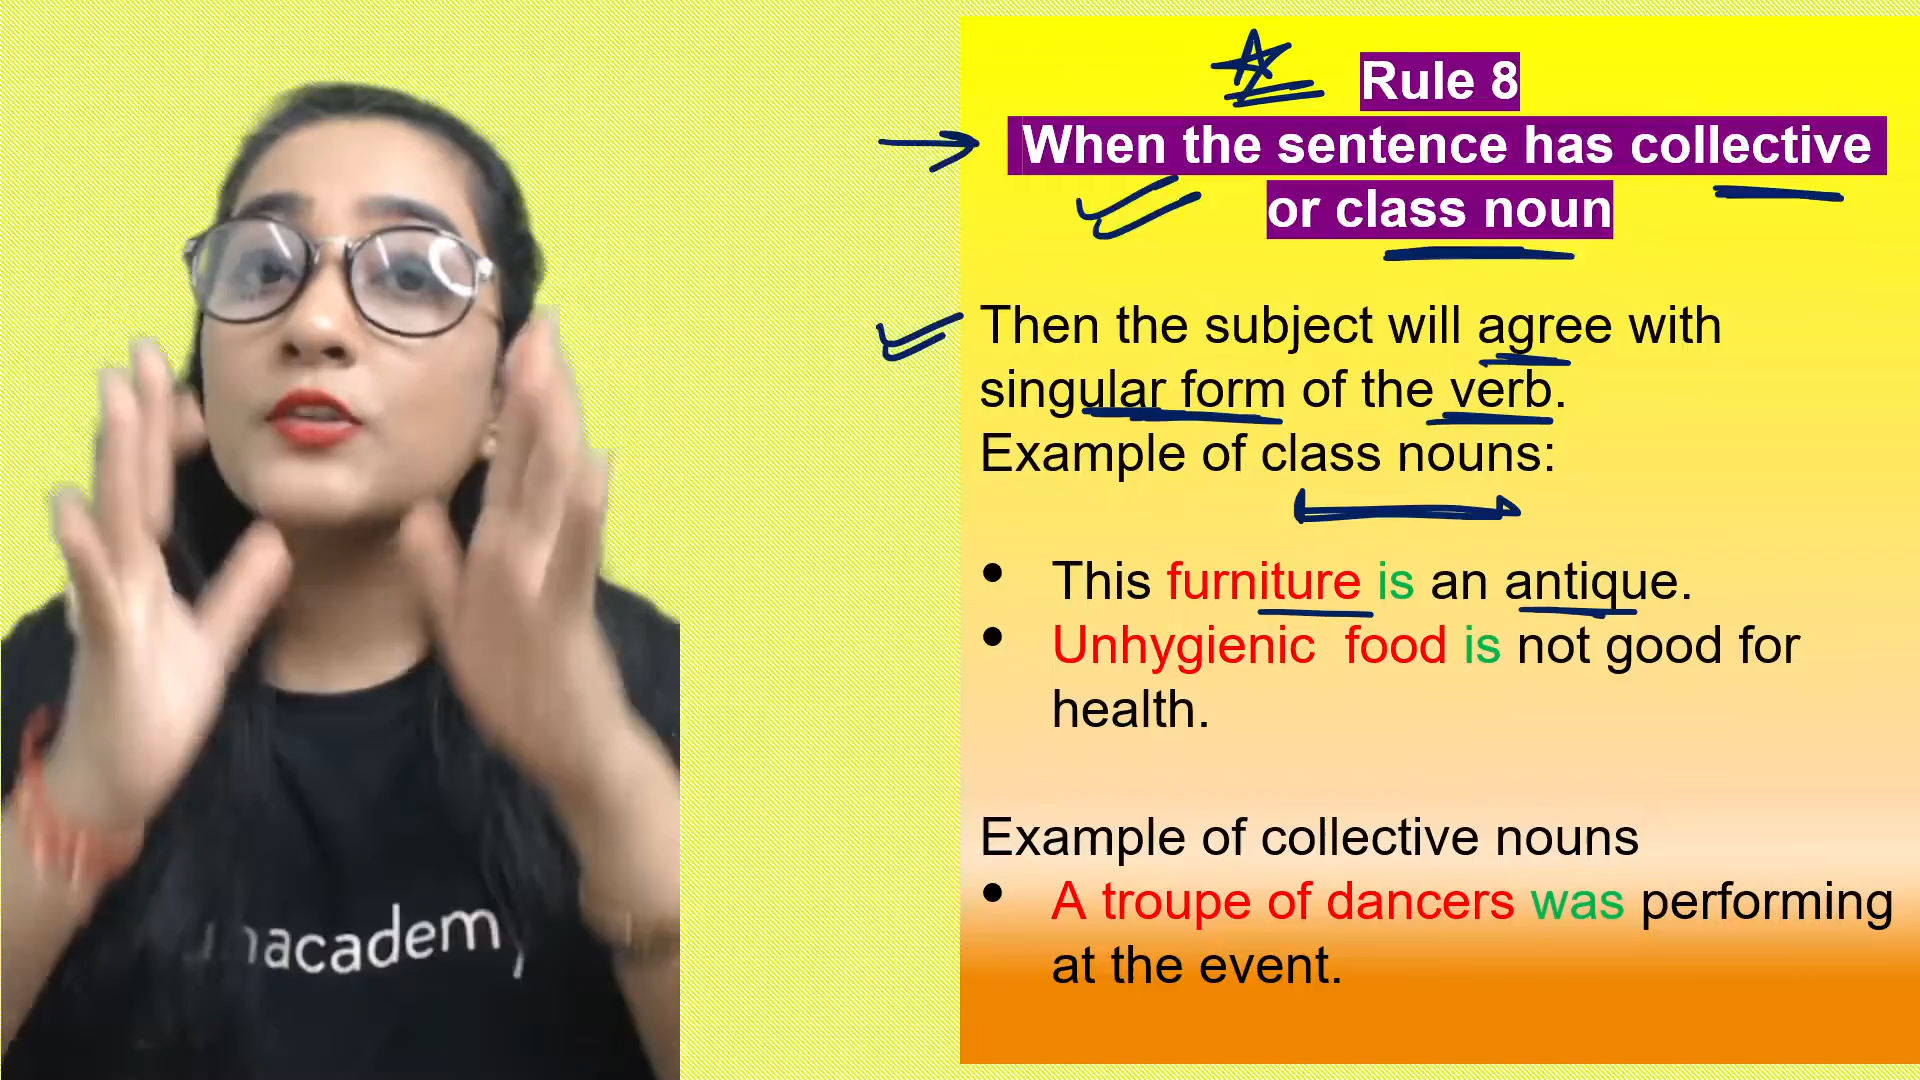 Rule 8
When the sentence has collective
or class noun
Then the subject will agree with
singular form of the verb.
Example of class nouns:
• This furniture is an antique.
• Unhygienic food is not good for
health.
Example of collective nouns
• A troupe of dancers was performing
at the event.
unacademy